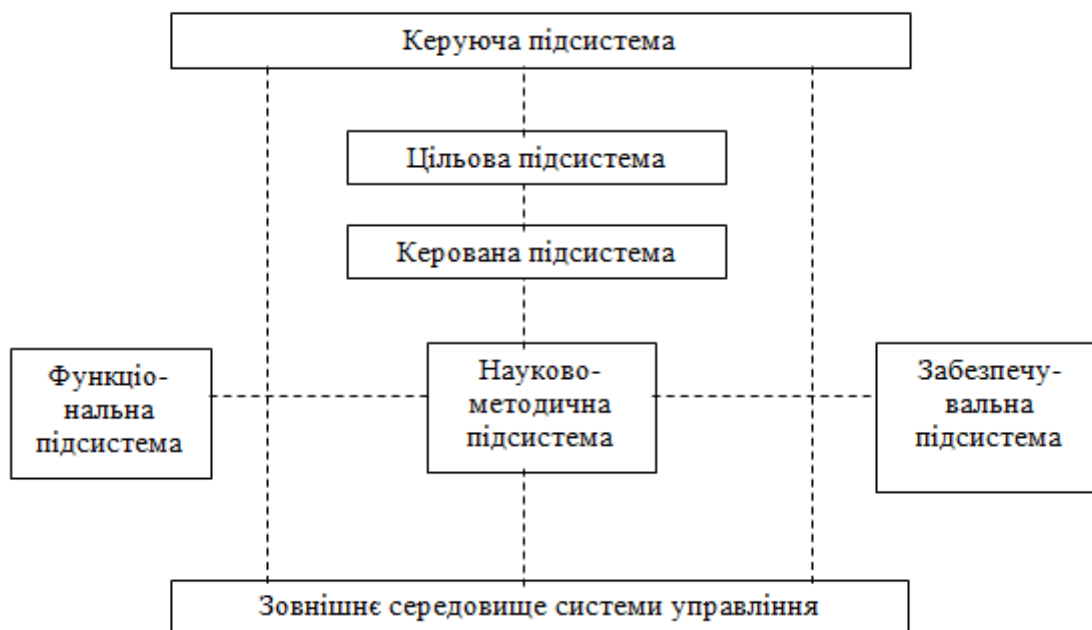 Керуюча підсистема
Цільова підсистема
Керована підсистема
Функціо-
нальна
підсистема
Науково-
методична
підсистема
Забезпечу-
вальна
підсистема
Зовнішнє середовище системи управління